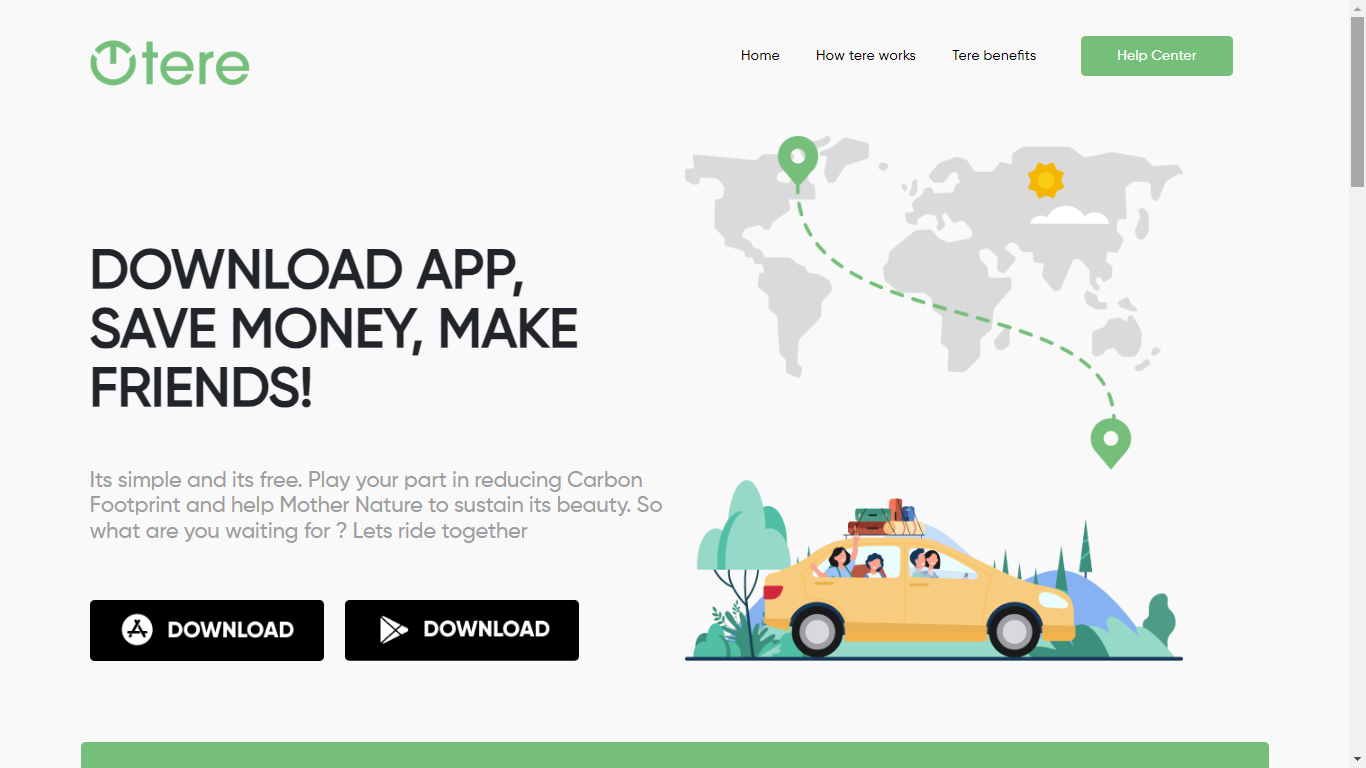 tere
Home
How tere works
Tere benefits
Help Center
DOWNLOAD APP,
SAVE MONEY, MAKE
FRIENDS!
Its simple and its free. Play your part in reducing Carbon
Footprint and help Mother Nature to sustain its beauty. So
what are you waiting for ? Lets ride together
DOWNLOAD
DOWNLOAD